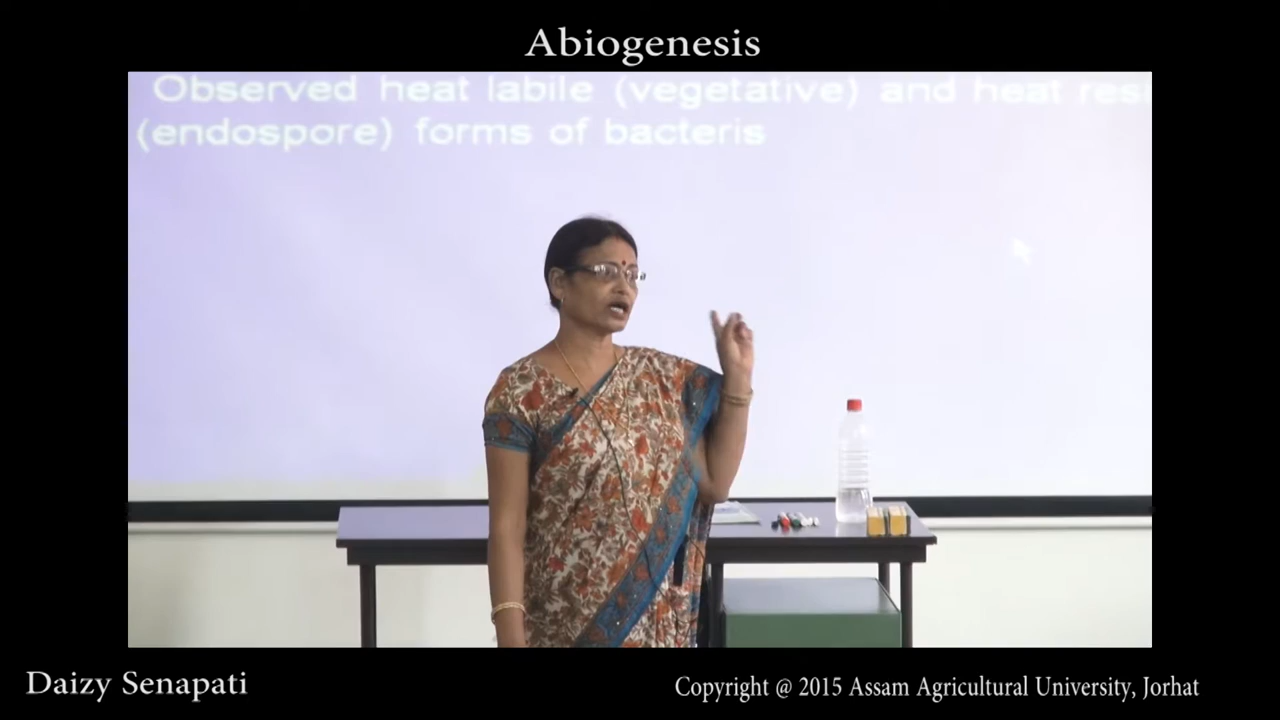 Abiogenesis
Observed heat labile (vegetative) and heat
(endospore) forms of bacteris
Daizy Senapati
Copyright @ 2015 Assam Agricultural University, Jorhat